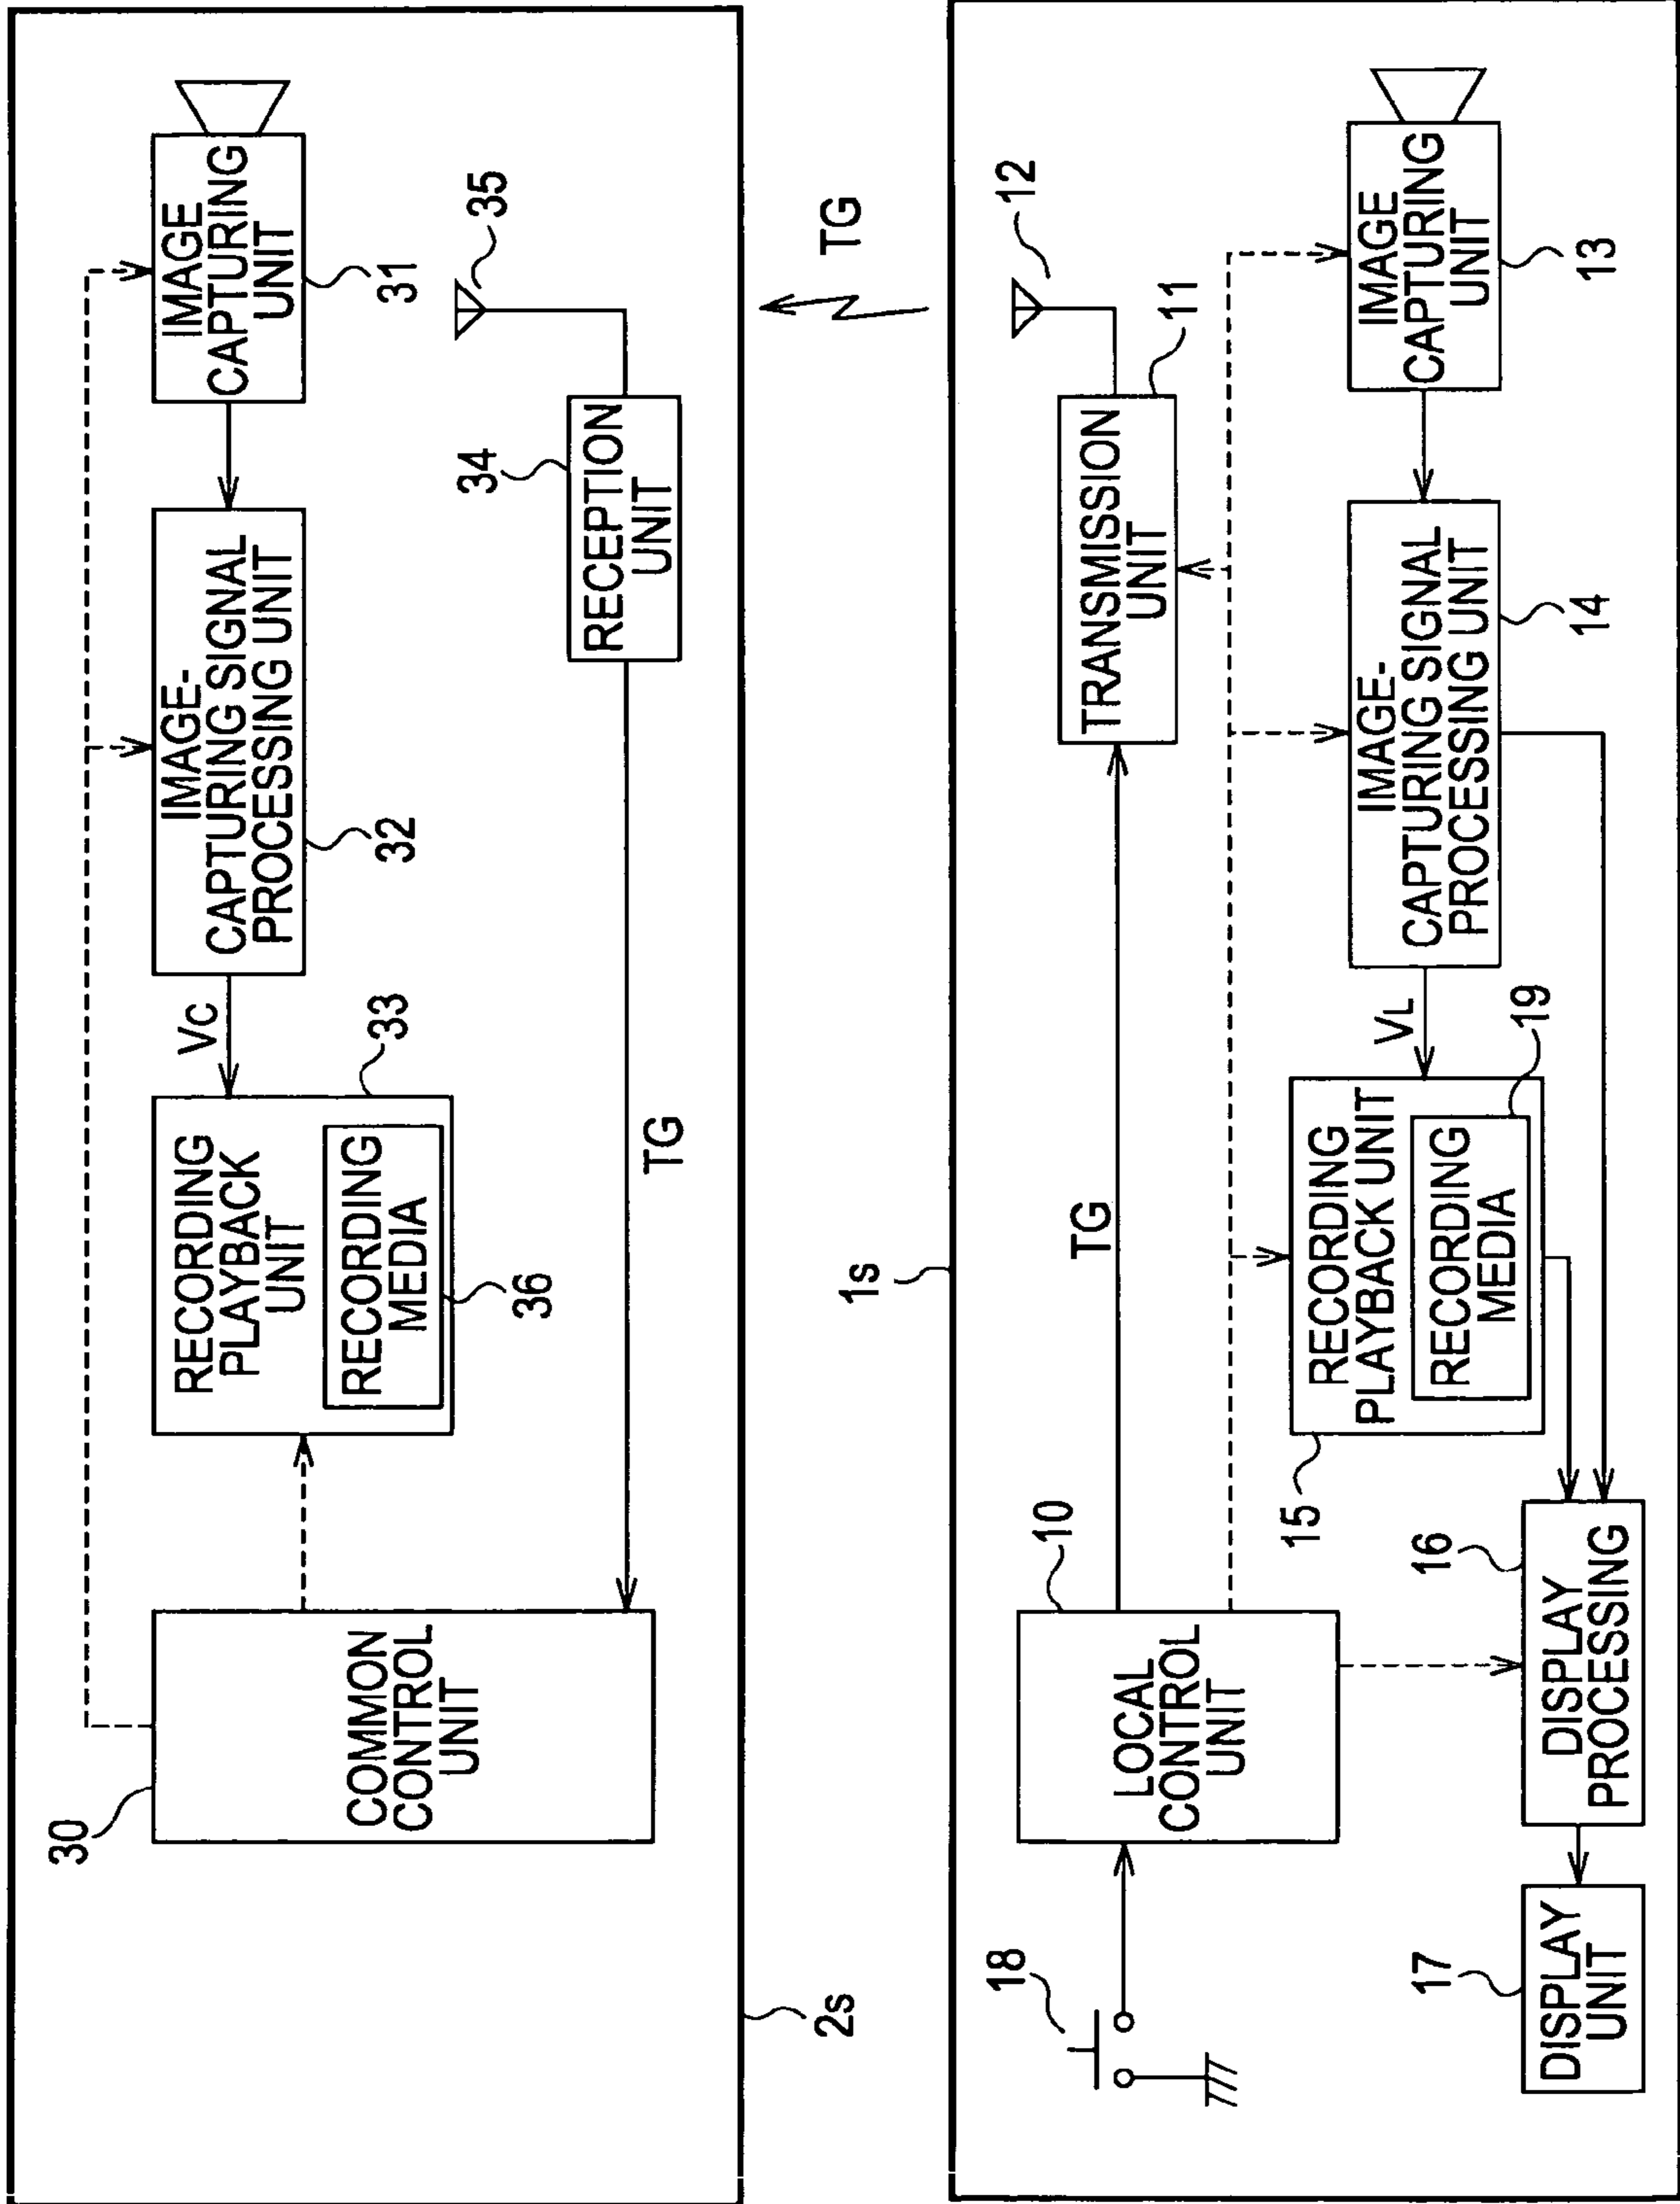 30
COMMON
CONTROL
UNIT
RECORDING
PLAYBACK
UNIT
RECORDING
MEDIA
33
36
VC
IMAGE-
CAPTURING SIGNAL
PROCESSING UNIT
32
IMAGE
CAPTURING
UNIT
31
35
34
RECEPTION
UNIT
TG
2s
TG
1s
18
10
LOCAL
CONTROL
UNIT
TG
TRANSMISSION
UNIT
11
12
15
RECORDING
PLAYBACK UNIT
RECORDING
MEDIA
19
VL
IMAGE-
CAPTURING SIGNAL
PROCESSING UNIT
14
IMAGE
CAPTURING
UNIT
13
17
DISPLAY
UNIT
16
DISPLAY
PROCESSING